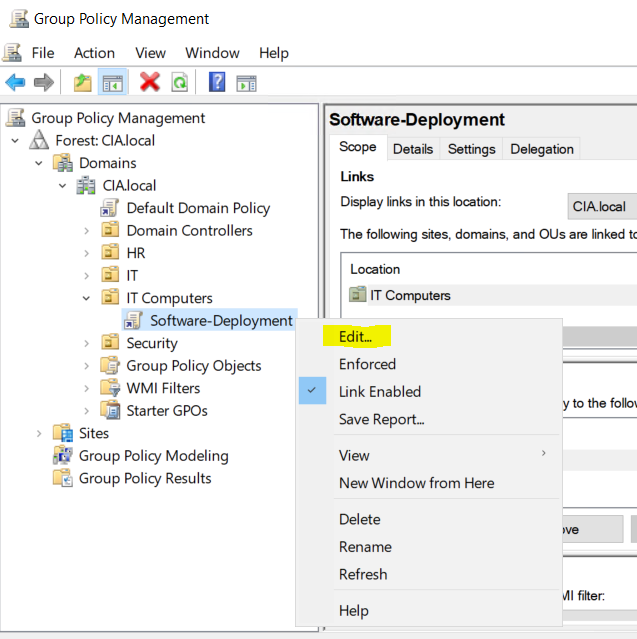 Group Policy Management
File Action View Window Help
Group Policy Management
Forest: CIA.local
Domains
CIA.local
Default Domain Policy
Domain Controllers
HR
IT
IT Computers
Software-Deployment
Security
Group Policy Objects
WMI Filters
Starter GPOs
Sites
Group Policy Modeling
Group Policy Results
Software-Deployment
Scope Details Settings Delegation
Links
Display links in this location: CIA.local
The following sites, domains, and OUs are linked to
Location
IT Computers
Edit...
Enforced
Link Enabled
Save Report...
View
New Window from Here
Delete
Rename
Refresh
Help
y to the follow
ove
MI filter: